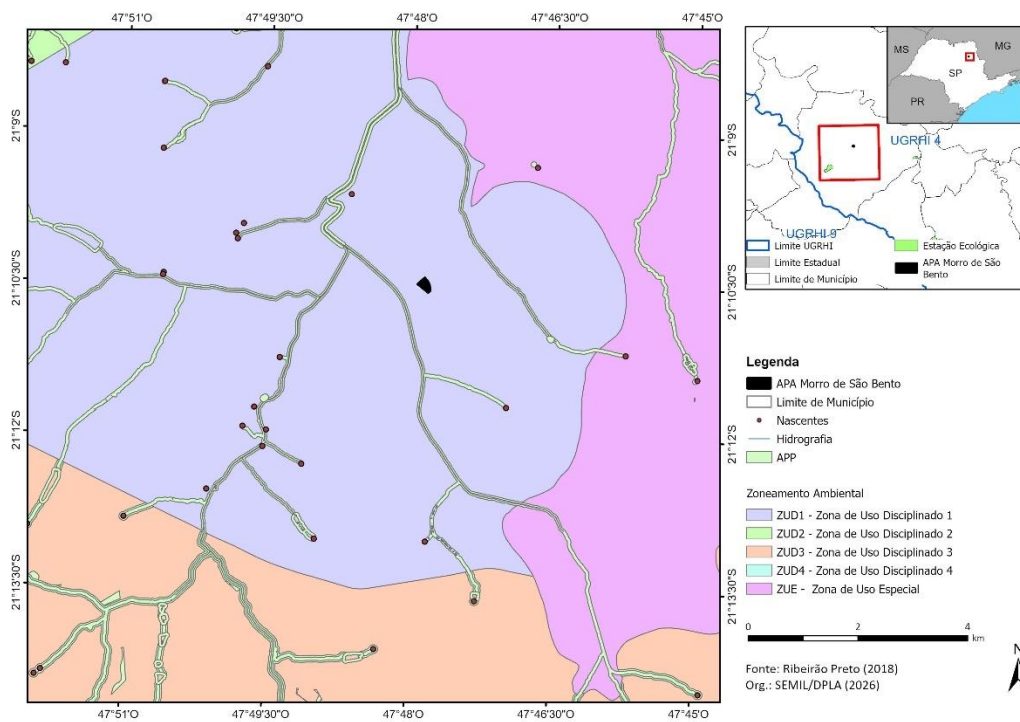 47°51'O 47°49'30"O 47°48'O 47°46'30"O 47°45'O
21°9'S
21°10'30"S
21°12'S
21°13'30"S
21°9'S
21°10'30"S
21°12'S
21°13'30"S
47°51'O 47°49'30"O 47°48'O 47°46'30"O 47°45'O
MS
MG
SP
PR
UGRHI 4
UGRHI 9
Limite UGRHI
Limite Estadual
Limite de Município
Estação Ecológica
APA Morro de São
Bento
Legenda
APA Morro de São Bento
Limite de Município
Nascentes
Hidrografia
APP
Zoneamento Ambiental
ZUD1 - Zona de Uso Disciplinado 1
ZUD2 - Zona de Uso Disciplinado 2
ZUD3 - Zona de Uso Disciplinado 3
ZUD4 - Zona de Uso Disciplinado 4
ZUE - Zona de Uso Especial
0 2 4
km
Fonte: Ribeirão Preto (2018)
Org.: SEMIL/DPLA (2026)
N